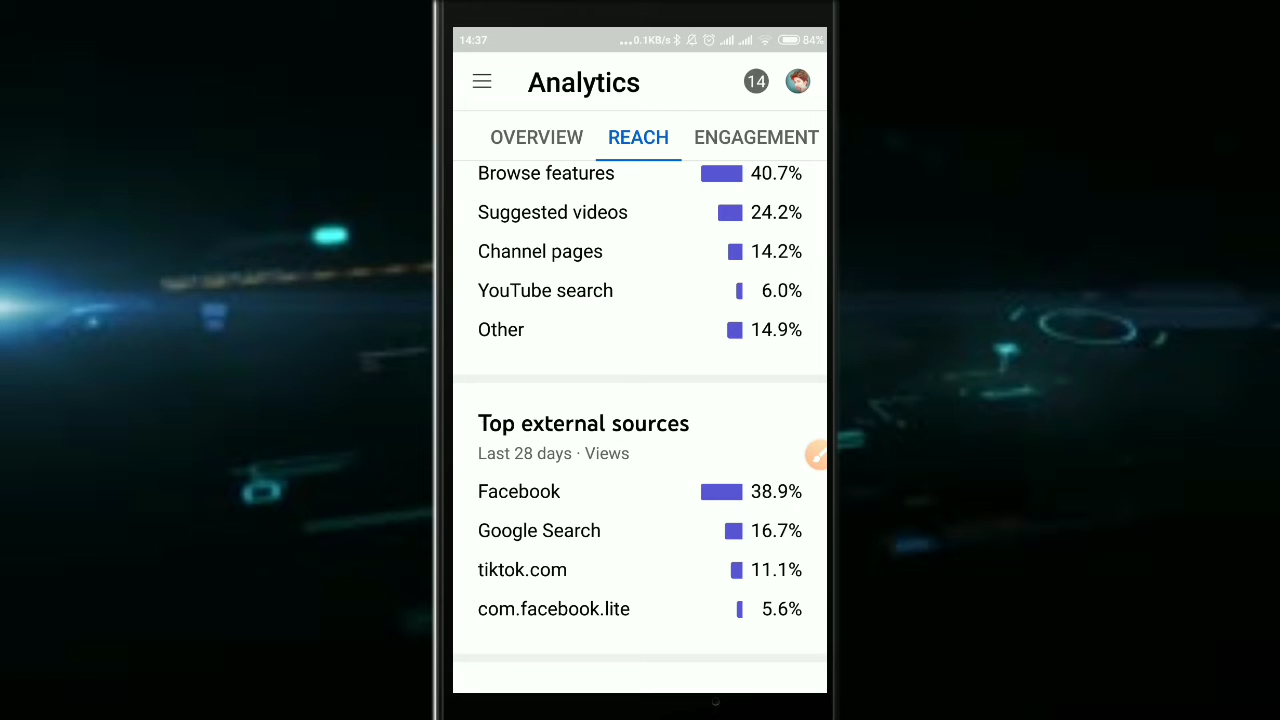 14:37 ...0.1KB/s 84%
Analytics 14
OVERVIEW REACH ENGAGEMENT
Browse features 40.7%
Suggested videos 24.2%
Channel pages 14.2%
YouTube search 6.0%
Other 14.9%
Top external sources
Last 28 days · Views
Facebook 38.9%
Google Search 16.7%
tiktok.com 11.1%
com.facebook.lite 5.6%